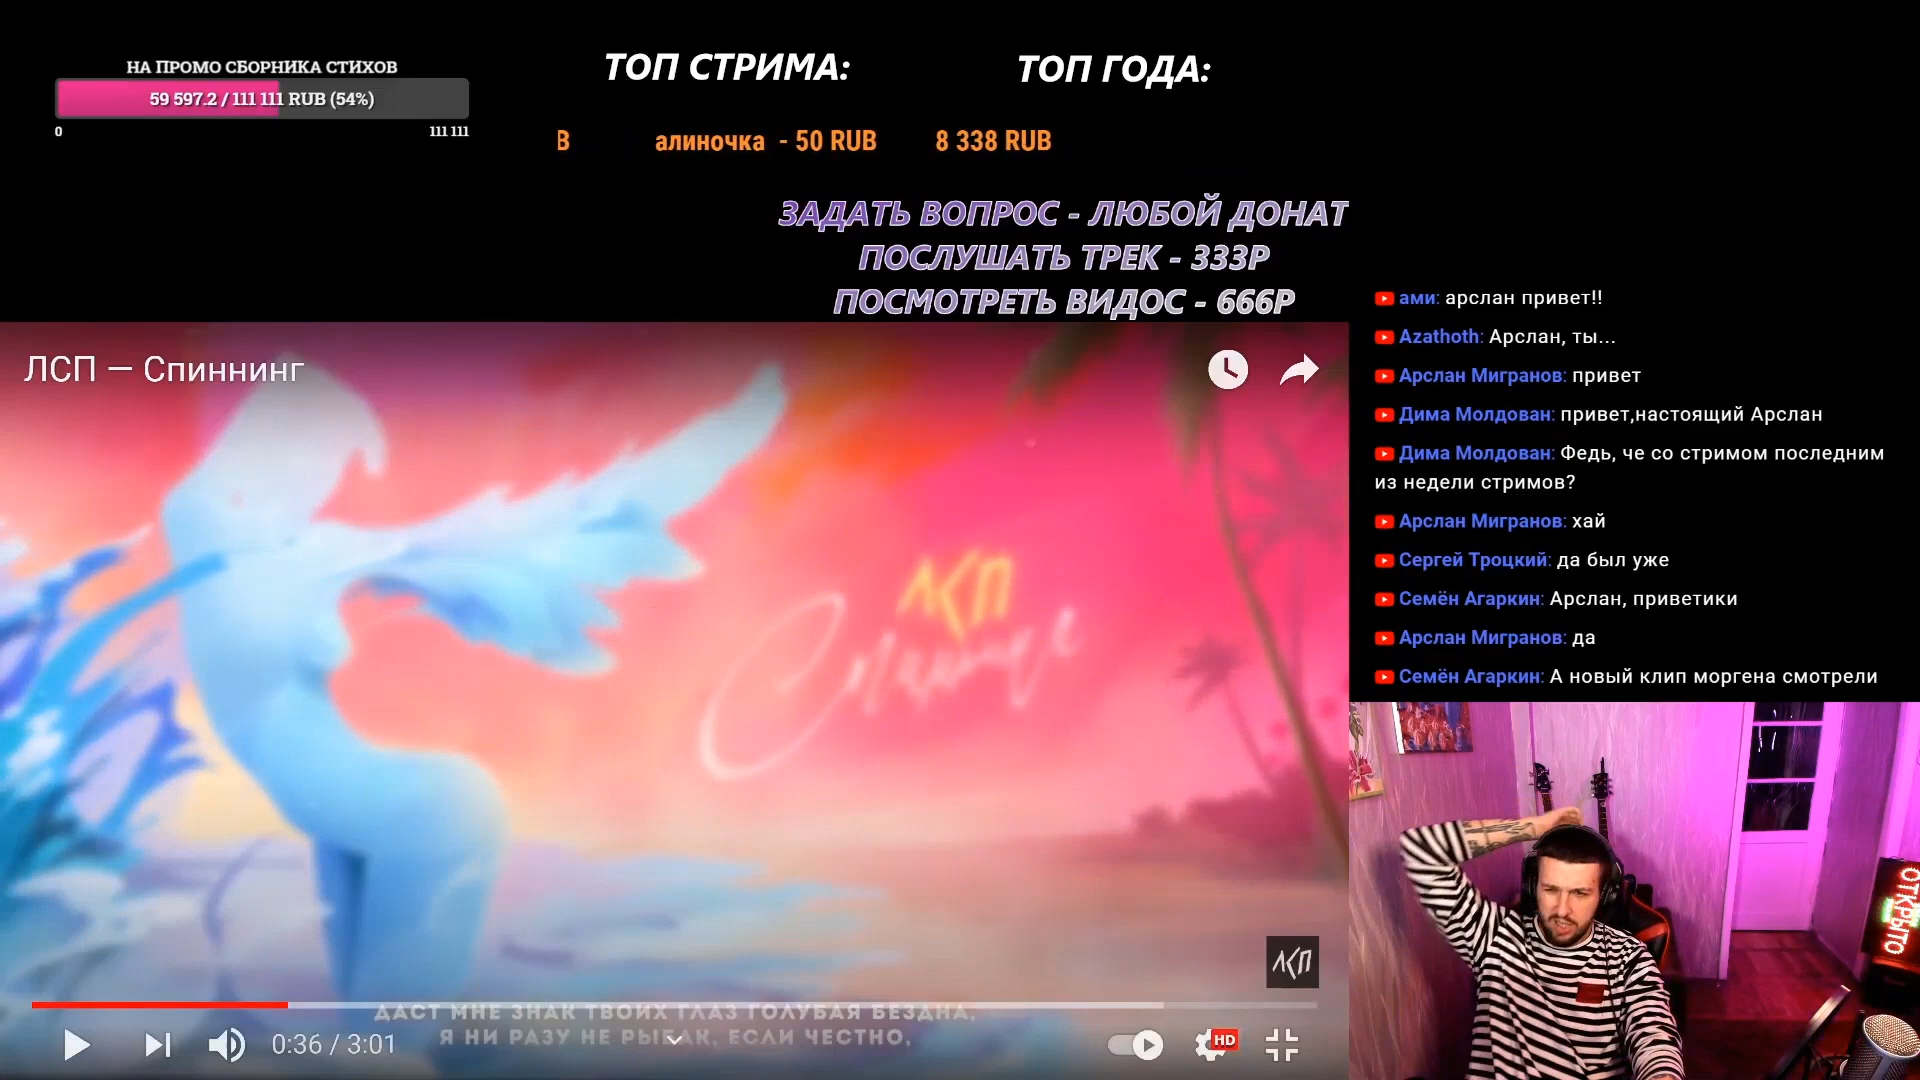 НА ПРОМО СБОРНИКА СТИХОВ
59 597.2 / 111 111 RUB (54%)
0
111 111
ТОП СТРИМА:
ТОП ГОДА:
B
алиночка - 50 RUB
8 338 RUB
ЗАДАТЬ ВОПРОС - ЛЮБОЙ ДОНАТ
ПОСЛУШАТЬ ТРЕК - 333Р
ПОСМОТРЕТЬ ВИДОС - 666Р
ами: арслан привет!!
Azathoth: Арслан, ты...
Арслан Мигранов: привет
Дима Молдован: привет,настоящий Арслан
Дима Молдован: Федь, че со стримом последним
из недели стримов?
Арслан Мигранов: хай
Сергей Троцкий: да был уже
Семён Агаркин: Арслан, приветики
Арслан Мигранов: да
Семён Агаркин: А новый клип моргена смотрели
ЛСП — Спиннинг
ЛСП
Спиннинг
ЛСП
ДАСТ МНЕ ЗНАК ТВОИХ ГЛАЗ ГОЛУБАЯ БЕЗДНА,
Я НИ РАЗУ НЕ РЫБАК, ЕСЛИ ЧЕСТНО,
0:36 / 3:01
HD
ОТКРЫТО